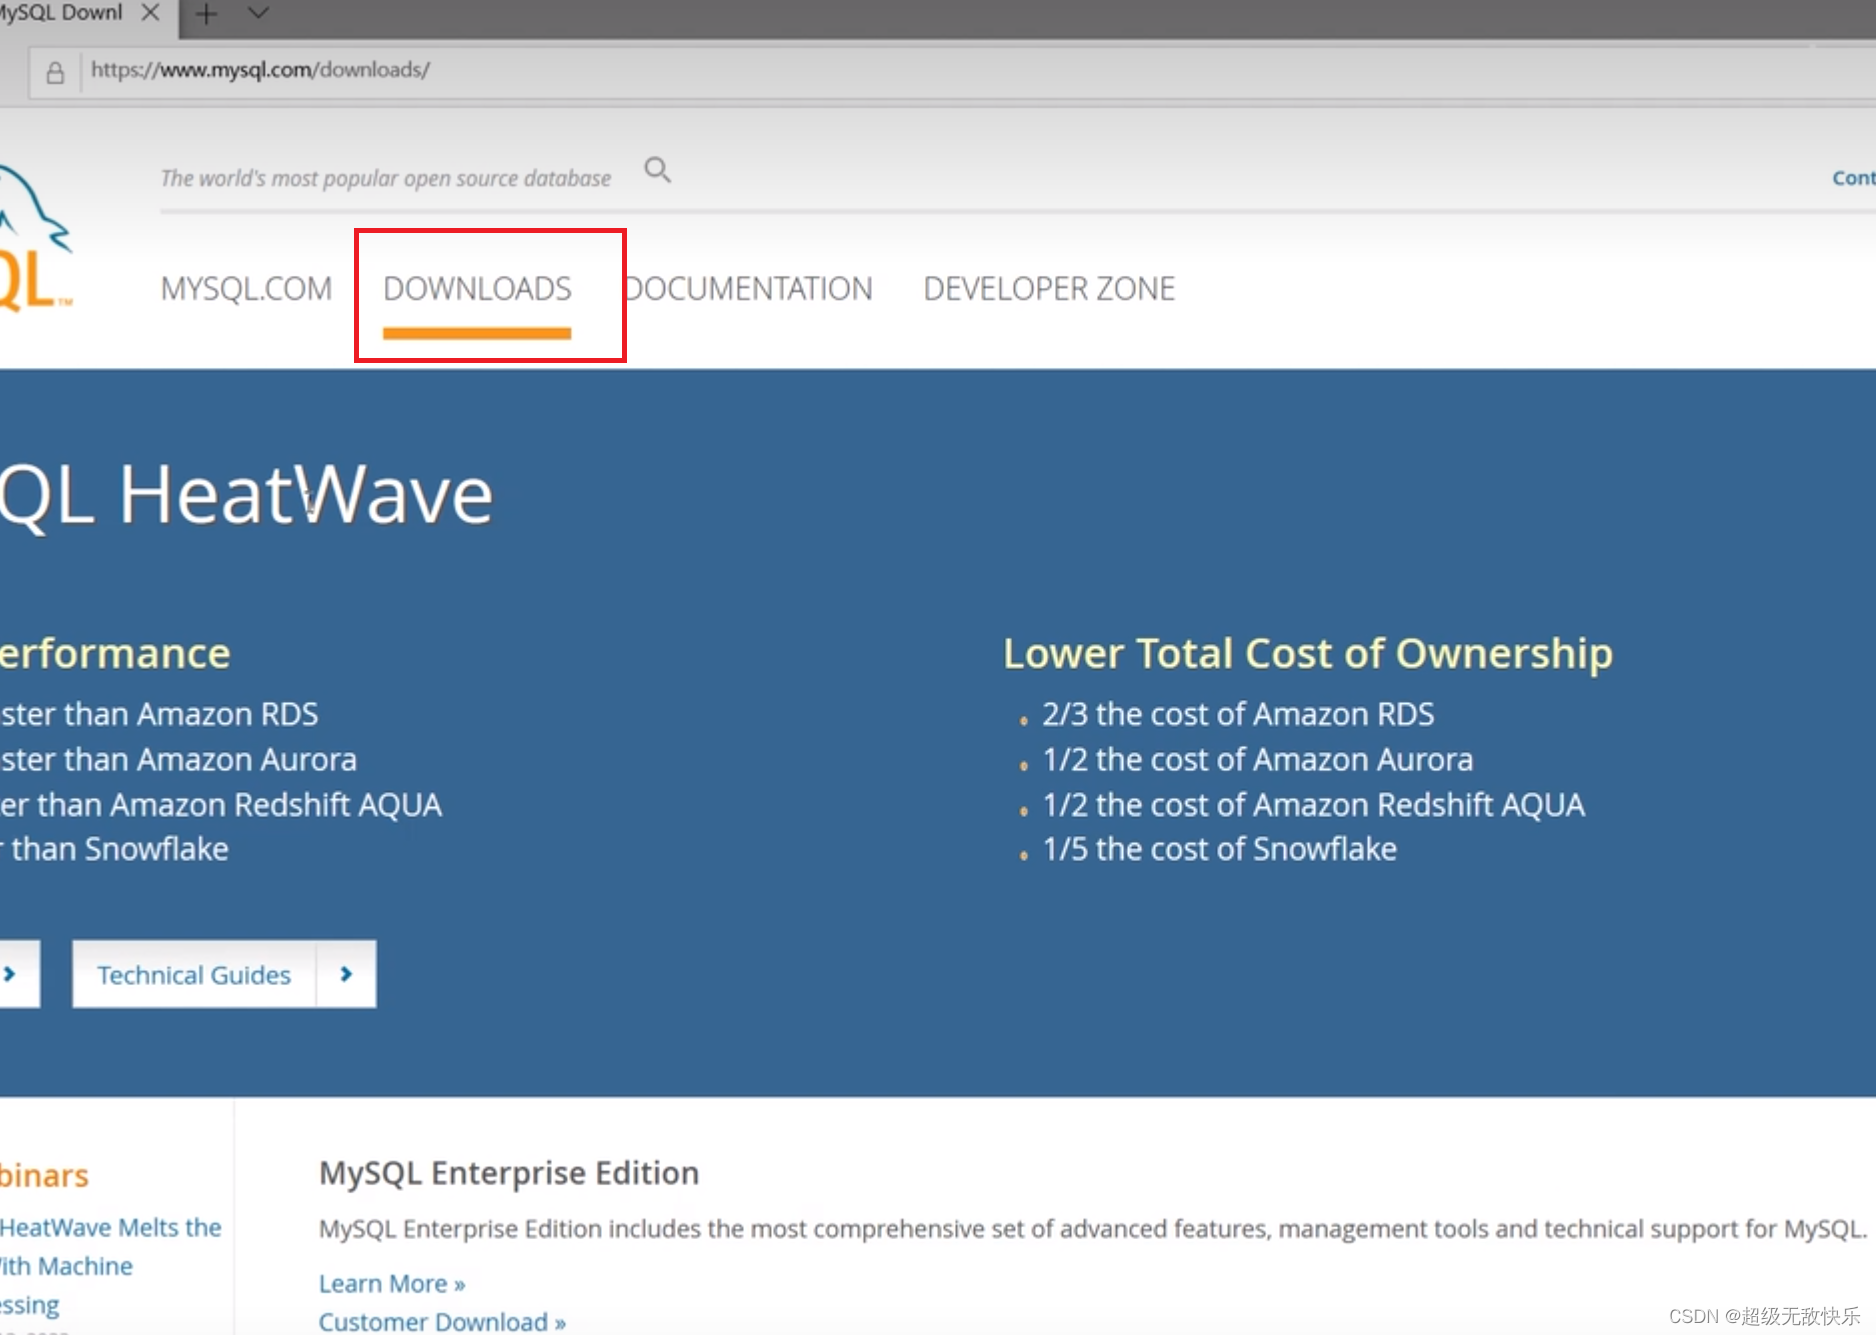 MySQL Downl
https://www.mysql.com/downloads/
The world's most popular open source database
Cont
QL™
MYSQL.COM DOWNLOADS DOCUMENTATION DEVELOPER ZONE
QL HeatWave
erformance
ster than Amazon RDS
ster than Amazon Aurora
er than Amazon Redshift AQUA
r than Snowflake
Lower Total Cost of Ownership
• 2/3 the cost of Amazon RDS
• 1/2 the cost of Amazon Aurora
• 1/2 the cost of Amazon Redshift AQUA
• 1/5 the cost of Snowflake
Technical Guides
binars
HeatWave Melts the
ith Machine
essing
MySQL Enterprise Edition
MySQL Enterprise Edition includes the most comprehensive set of advanced features, management tools and technical support for MySQL.
Learn More »
Customer Download »
CSDN @超级无敌快乐